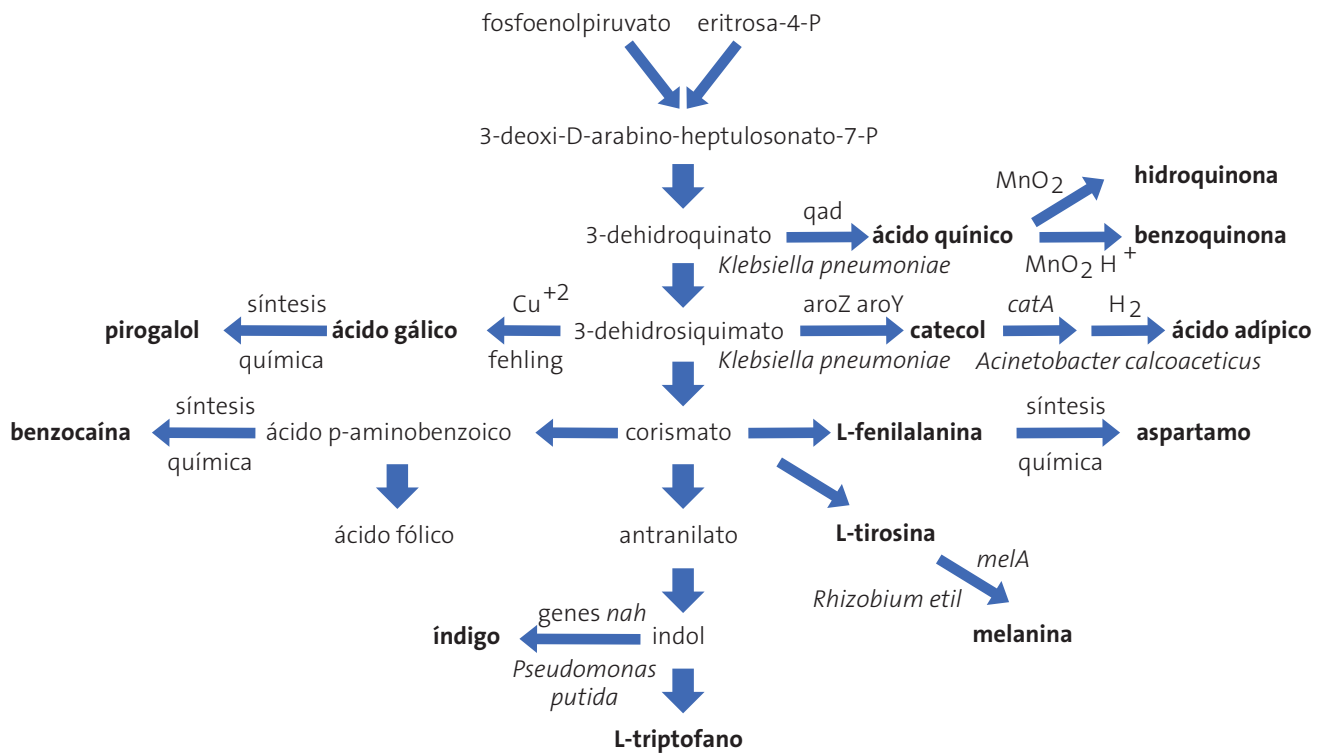 fosfoenolpiruvato eritrosa-4-P
3-deoxi-D-arabino-heptulosonato-7-P
MnO2 hidroquinona
qad
3-dehidroquinato ácido quínico benzoquinona
Klebsiella pneumoniae MnO2 H+
síntesis Cu+2 aroZ aroY catA H2
pirogalol ácido gálico 3-dehidrosiquimato catecol ácido adípico
química fehling Klebsiella pneumoniae Acinetobacter calcoaceticus
síntesis síntesis
benzocaína ácido p-aminobenzoico corismato L-fenilalanina aspartamo
química química
ácido fólico antranilato L-tirosina
melA
Rhizobium etil
genes nah
índigo indol melanina
Pseudomonas
putida
L-triptofano